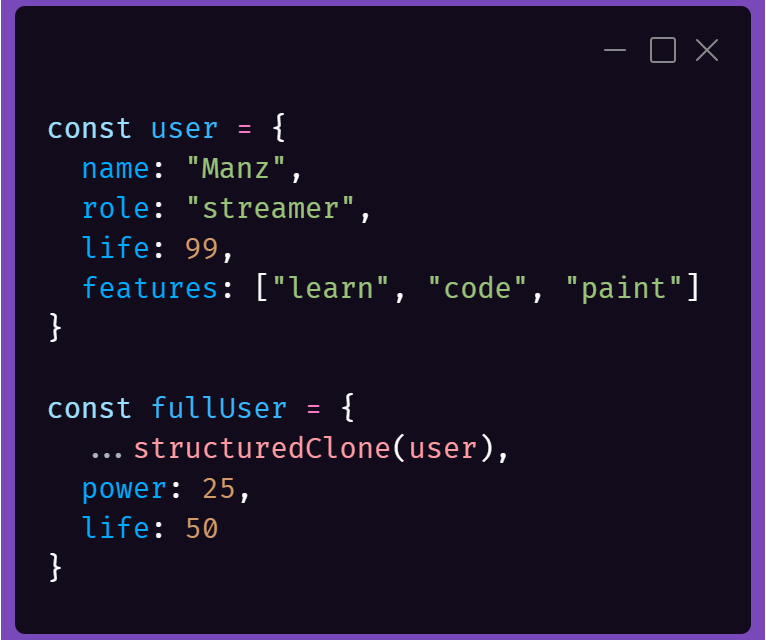 const user = {
  name: "Manz",
  role: "streamer",
  life: 99,
  features: ["learn", "code", "paint"]
}

const fullUser = {
  ...structuredClone(user),
  power: 25,
  life: 50
}